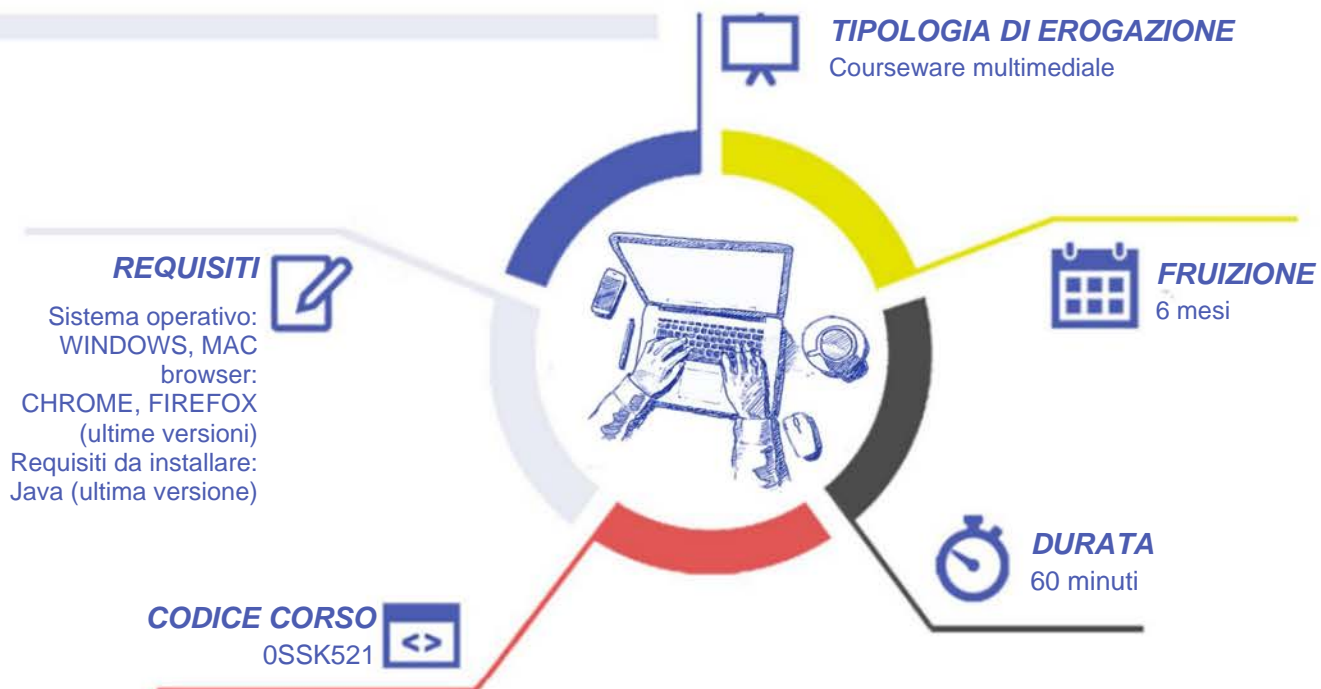 TIPOLOGIA DI EROGAZIONE
Courseware multimediale
REQUISITI
Sistema operativo:
WINDOWS, MAC
browser:
CHROME, FIREFOX
(ultime versioni)
Requisiti da installare:
Java (ultima versione)
FRUIZIONE
6 mesi
DURATA
60 minuti
CODICE CORSO
0SSK521